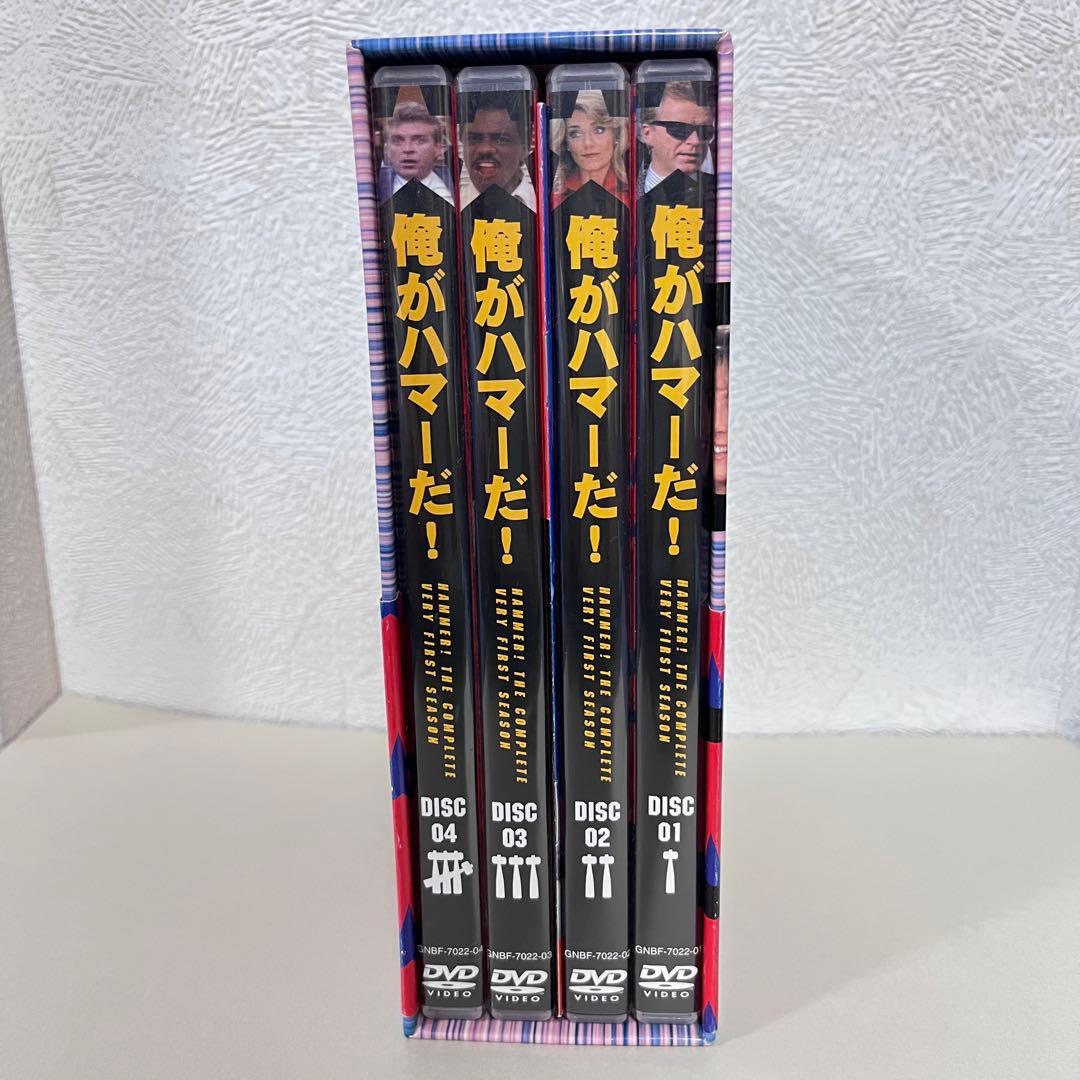 俺がハマーだ!
HAMMER! THE COMPLETE
VERY FIRST SEASON
DISC
04
GNBF-7022-04
DVD
VIDEO
俺がハマーだ!
HAMMER! THE COMPLETE
VERY FIRST SEASON
DISC
03
GNBF-7022-03
DVD
VIDEO
俺がハマーだ!
HAMMER! THE COMPLETE
VERY FIRST SEASON
DISC
02
GNBF-7022-02
DVD
VIDEO
俺がハマーだ!
HAMMER! THE COMPLETE
VERY FIRST SEASON
DISC
01
GNBF-7022-01
DVD
VIDEO